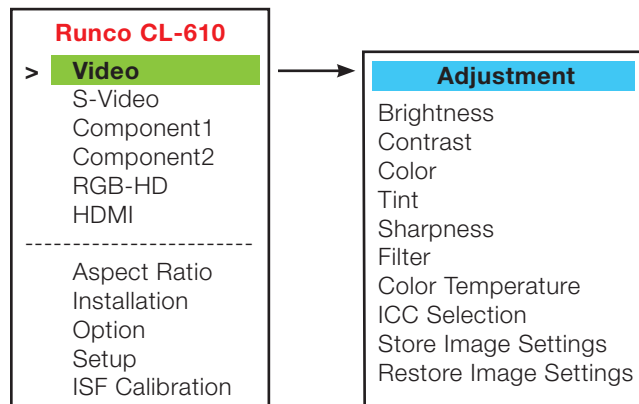 Runco CL-610
> Video
S-Video
Component1
Component2
RGB-HD
HDMI
-------------------------
Aspect Ratio
Installation
Option
Setup
ISF Calibration
Adjustment
Brightness
Contrast
Color
Tint
Sharpness
Filter
Color Temperature
ICC Selection
Store Image Settings
Restore Image Settings